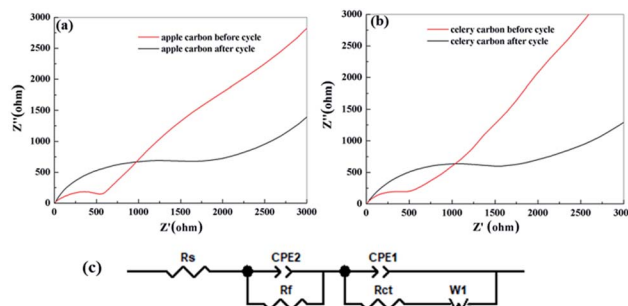 (a)
apple carbon before cycle
apple carbon after cycle
3000
2500
2000
1500
1000
500
0
Z''(ohm)
0 500 1000 1500 2000 2500 3000
Z'(ohm)
(b)
celery carbon before cycle
celery carbon after cycle
3000
2500
2000
1500
1000
500
0
Z''(ohm)
0 500 1000 1500 2000 2500 3000
Z'(ohm)
(c)
Rs CPE2 CPE1
Rf Rct W1